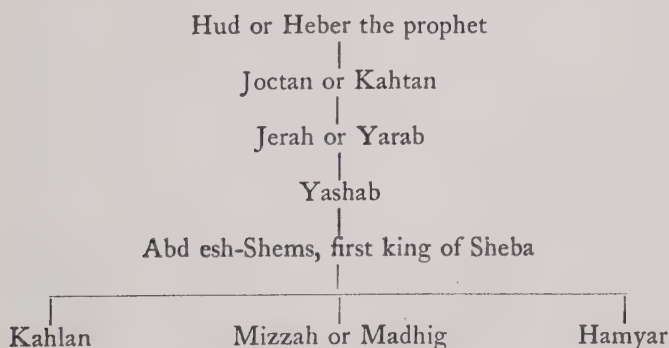 Hud or Heber the prophet
Joctan or Kahtan
Jerah or Yarab
Yashab
Abd esh-Shems, first king of Sheba
Kahlan Mizzah or Madhig Hamyar